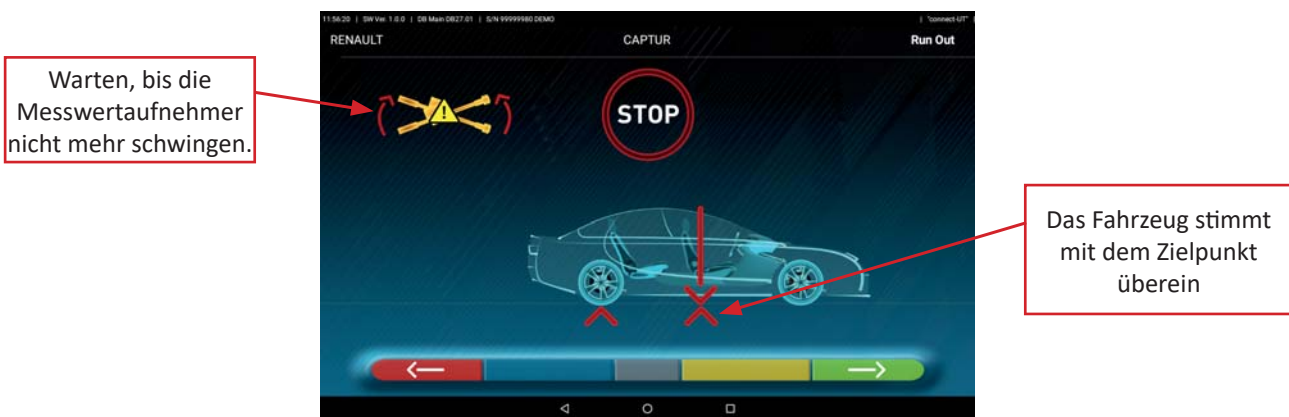 11:56:20 | SW Ver. 1.0.0 | DB Main DB27.01 | S/N 99999980 DEMO | "connect-UT" |
RENAULT CAPTUR Run Out
Warten, bis die
Messwertaufnehmer
nicht mehr schwingen.
STOP
Das Fahrzeug stimmt
mit dem Zielpunkt
überein